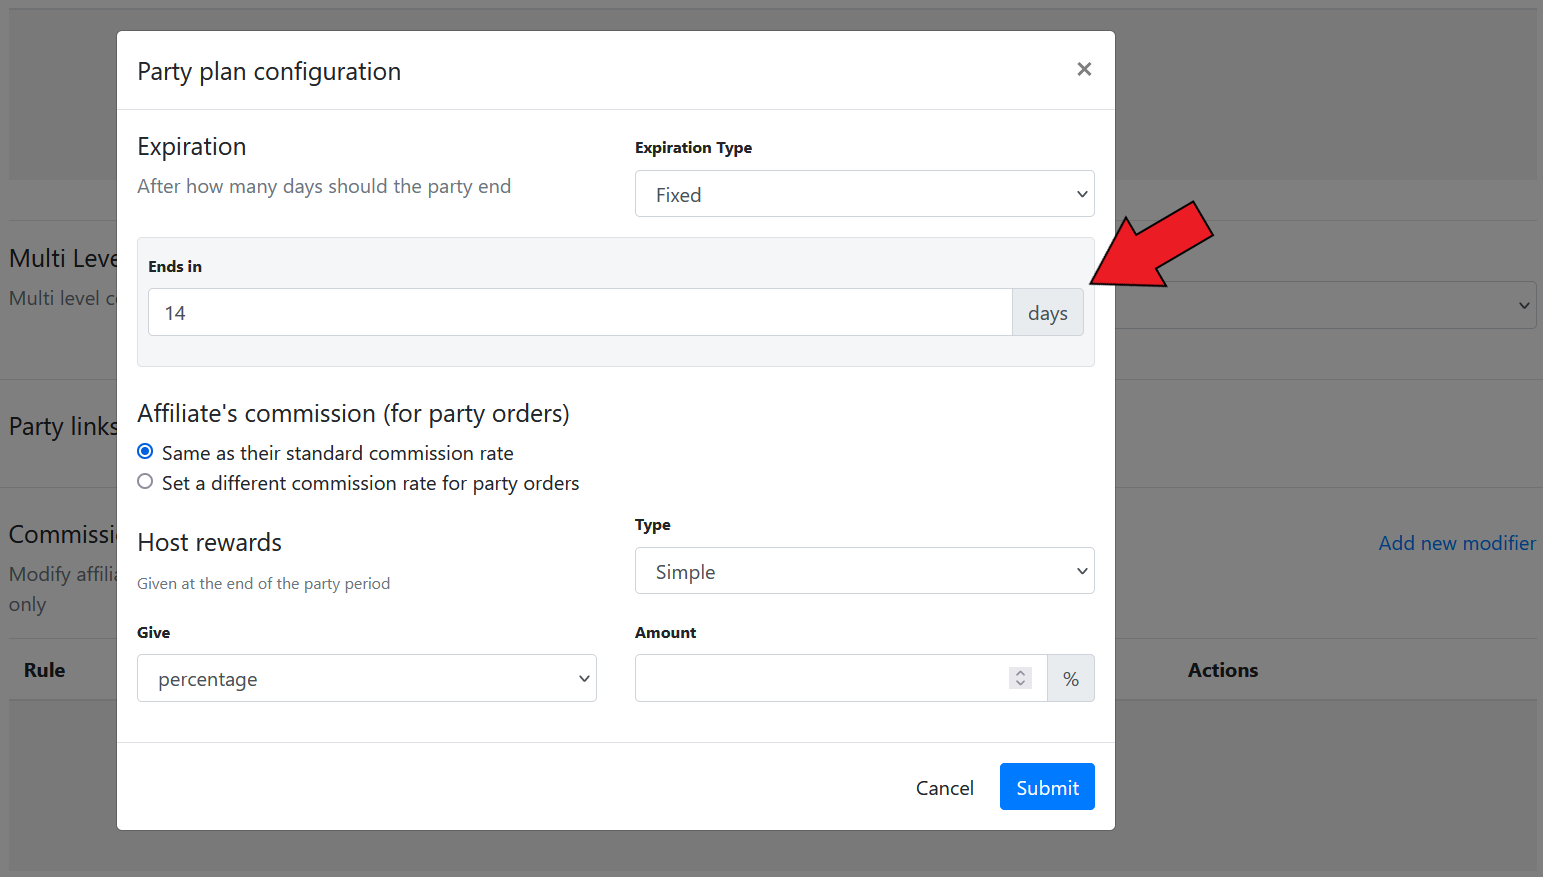 Party plan configuration
×
Expiration
After how many days should the party end
Expiration Type
Fixed
Ends in
14
days
Affiliate's commission (for party orders)
Same as their standard commission rate
Set a different commission rate for party orders
Host rewards
Given at the end of the party period
Type
Simple
Give
percentage
Amount
%
Cancel
Submit
Multi Leve
Multi level c
Party links
Commissi
Modify affilia
only
Add new modifier
Rule
Actions